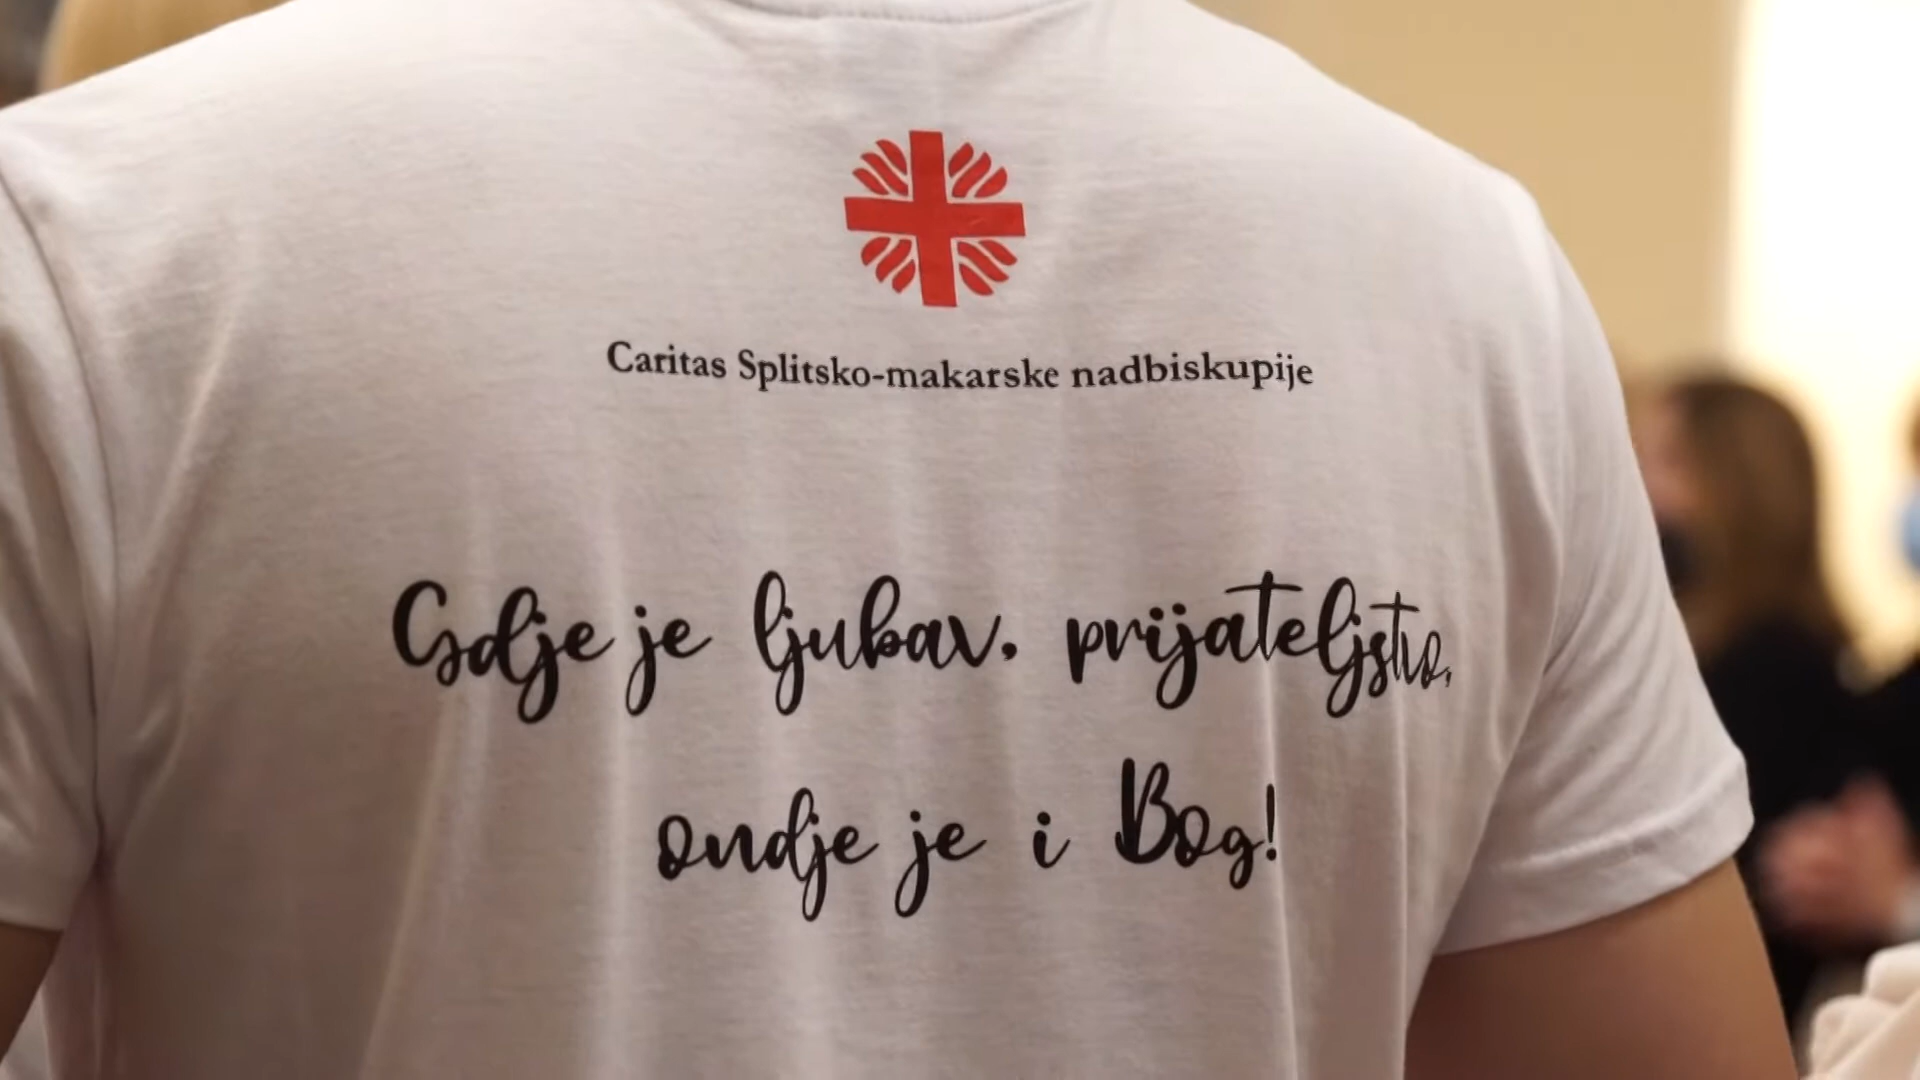 Caritas Splitsko-makarske nadbiskupije
Gdje je ljubav. prijateljstvo,
ondje je i Bog!